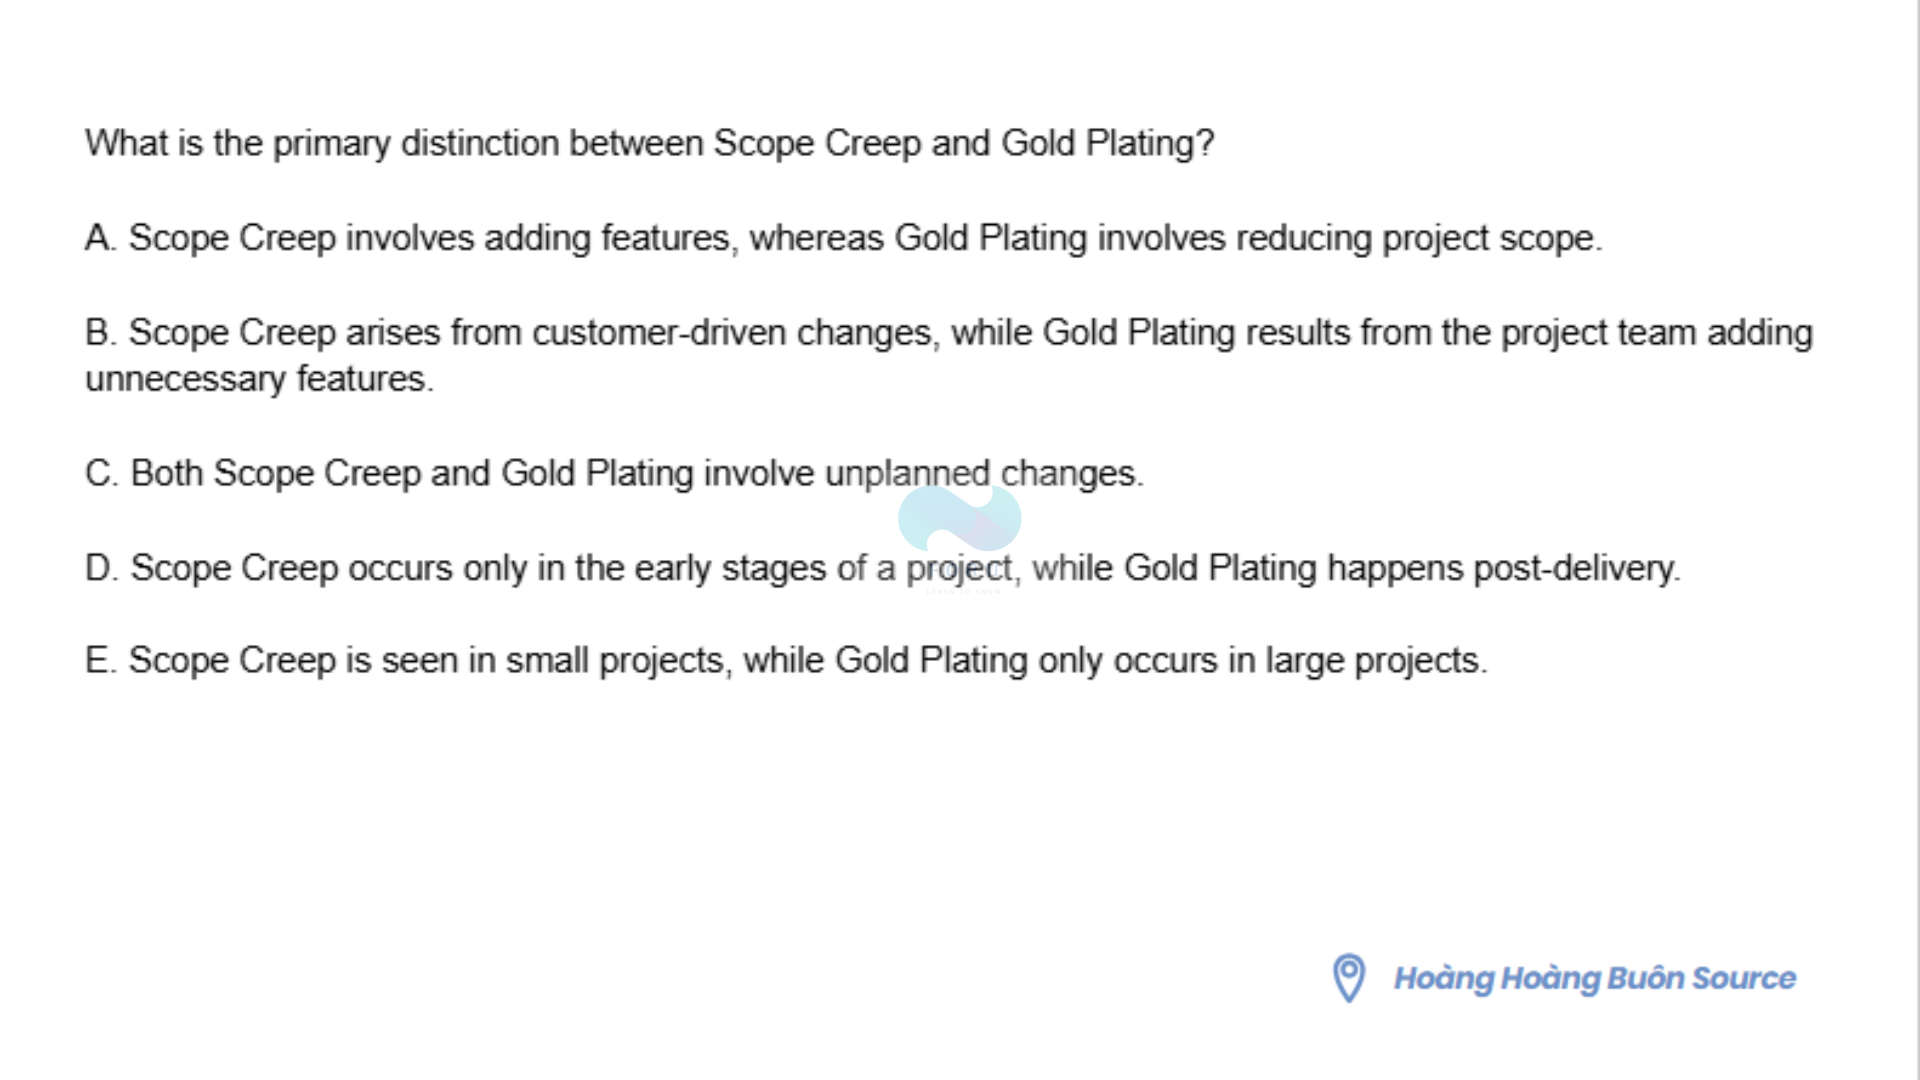 What is the primary distinction between Scope Creep and Gold Plating?
A. Scope Creep involves adding features, whereas Gold Plating involves reducing project scope.
B. Scope Creep arises from customer-driven changes, while Gold Plating results from the project team adding
unnecessary features.
C. Both Scope Creep and Gold Plating involve unplanned changes.
D. Scope Creep occurs only in the early stages of a project, while Gold Plating happens post-delivery.
E. Scope Creep is seen in small projects, while Gold Plating only occurs in large projects.
Hoàng Hoàng Buôn Source